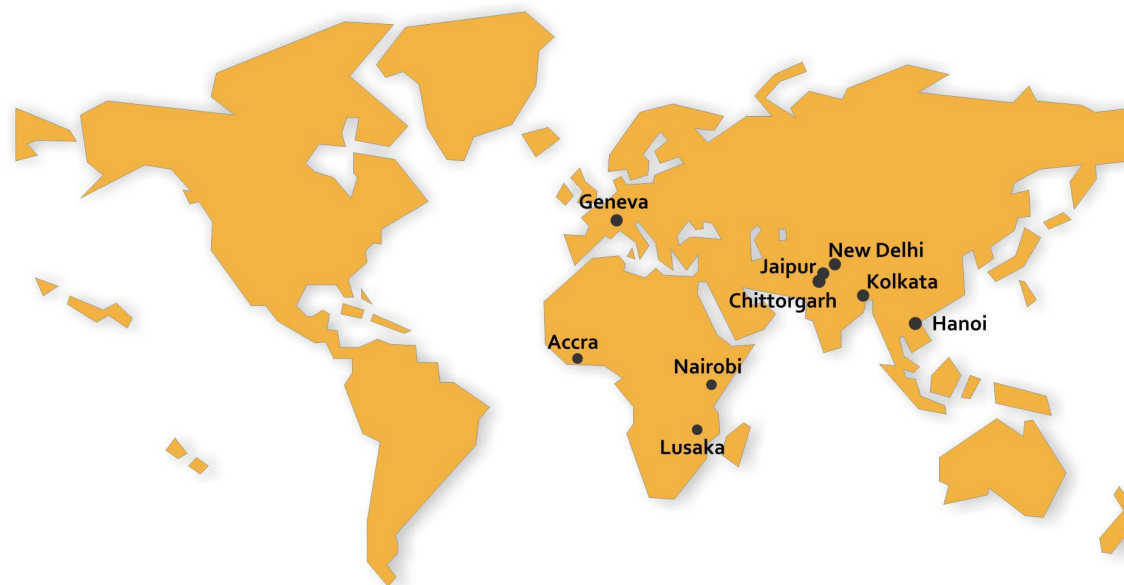 Geneva
New Delhi
Jaipur
Kolkata
Chittorgarh
Hanoi
Accra
Nairobi
Lusaka